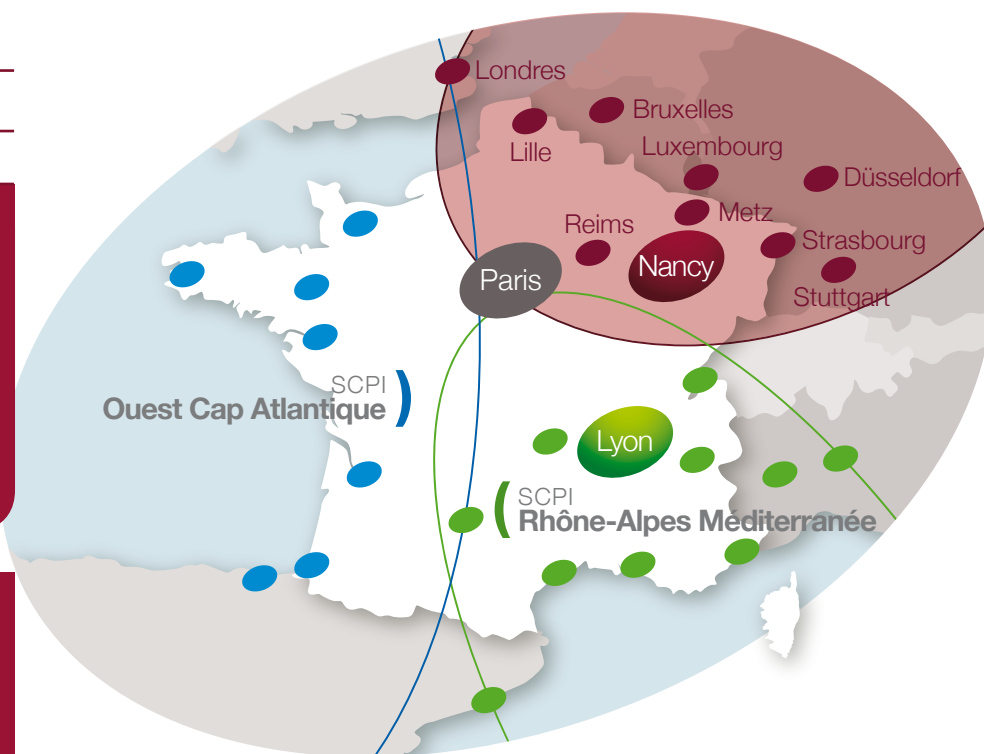 Londres
Bruxelles
Lille
Luxembourg
Düsseldorf
Metz
Reims
Strasbourg
Paris
Nancy
Stuttgart
SCPI
Ouest Cap Atlantique
Lyon
SCPI
Rhône-Alpes Méditerranée